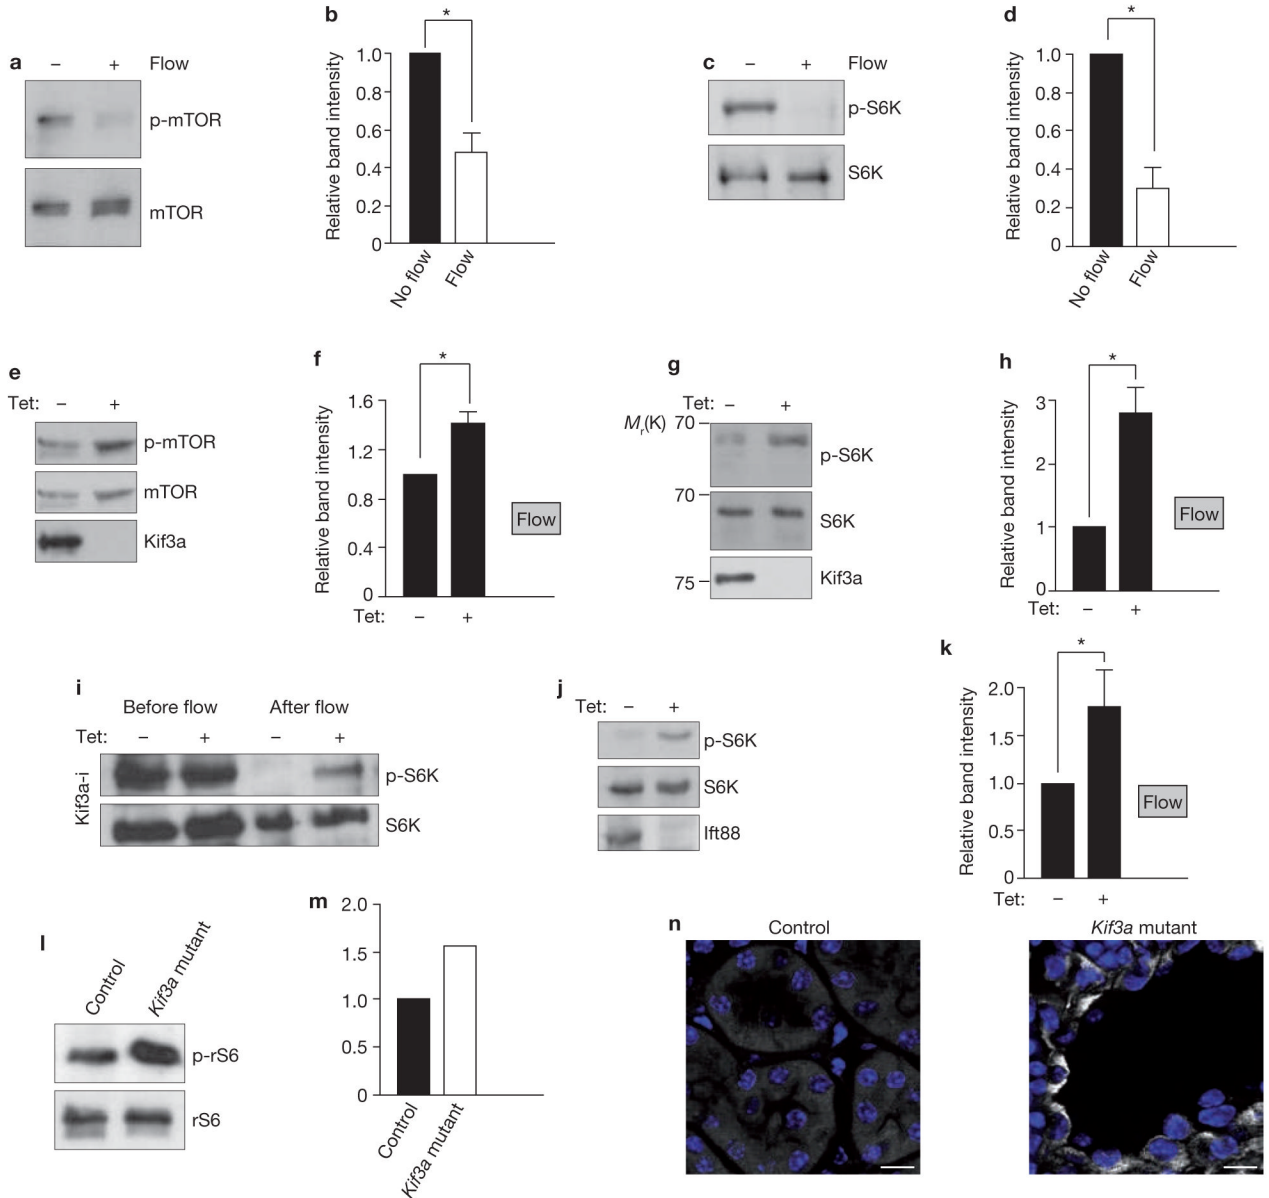 a
– + Flow
p-mTOR
mTOR
b
*
Relative band intensity
1.0
0.8
0.6
0.4
0.2
0
No flow
Flow
c
– + Flow
p-S6K
S6K
d
*
Relative band intensity
1.0
0.8
0.6
0.4
0.2
0
No flow
Flow
e
Tet: – +
p-mTOR
mTOR
Kif3a
f
*
Relative band intensity
1.6
1.2
0.8
0.4
0
Flow
Tet: – +
g
Tet: – +
Mr(K)
70
p-S6K
70
S6K
75
Kif3a
h
*
Relative band intensity
3
2
1
0
Flow
Tet: – +
i
Before flow After flow
Tet: – + – +
Kif3a-i
p-S6K
S6K
j
Tet: – +
p-S6K
S6K
Ift88
k
*
Relative band intensity
2.0
1.5
1.0
0.5
0
Flow
Tet: – +
l
Control
Kif3a mutant
p-rS6
rS6
m
2.0
1.5
1.0
0.5
0
Control
Kif3a mutant
n
Control
Kif3a mutant